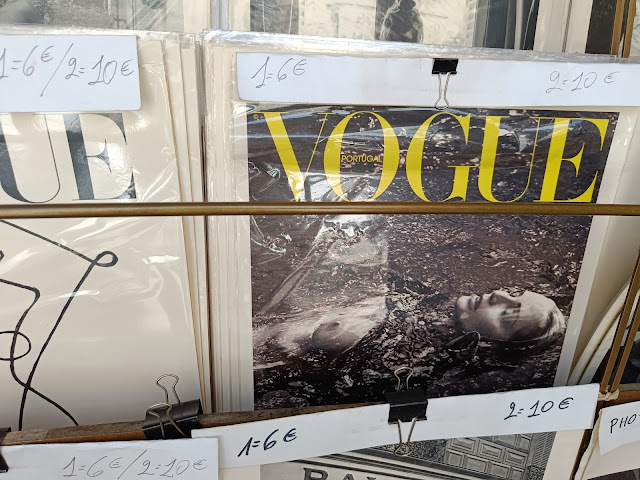 1=6€/2=10€
1=6€
2=10€
UE
VOGUE
PORTUGAL
1=6€
2=10€
1=6€/2=10€
PHO